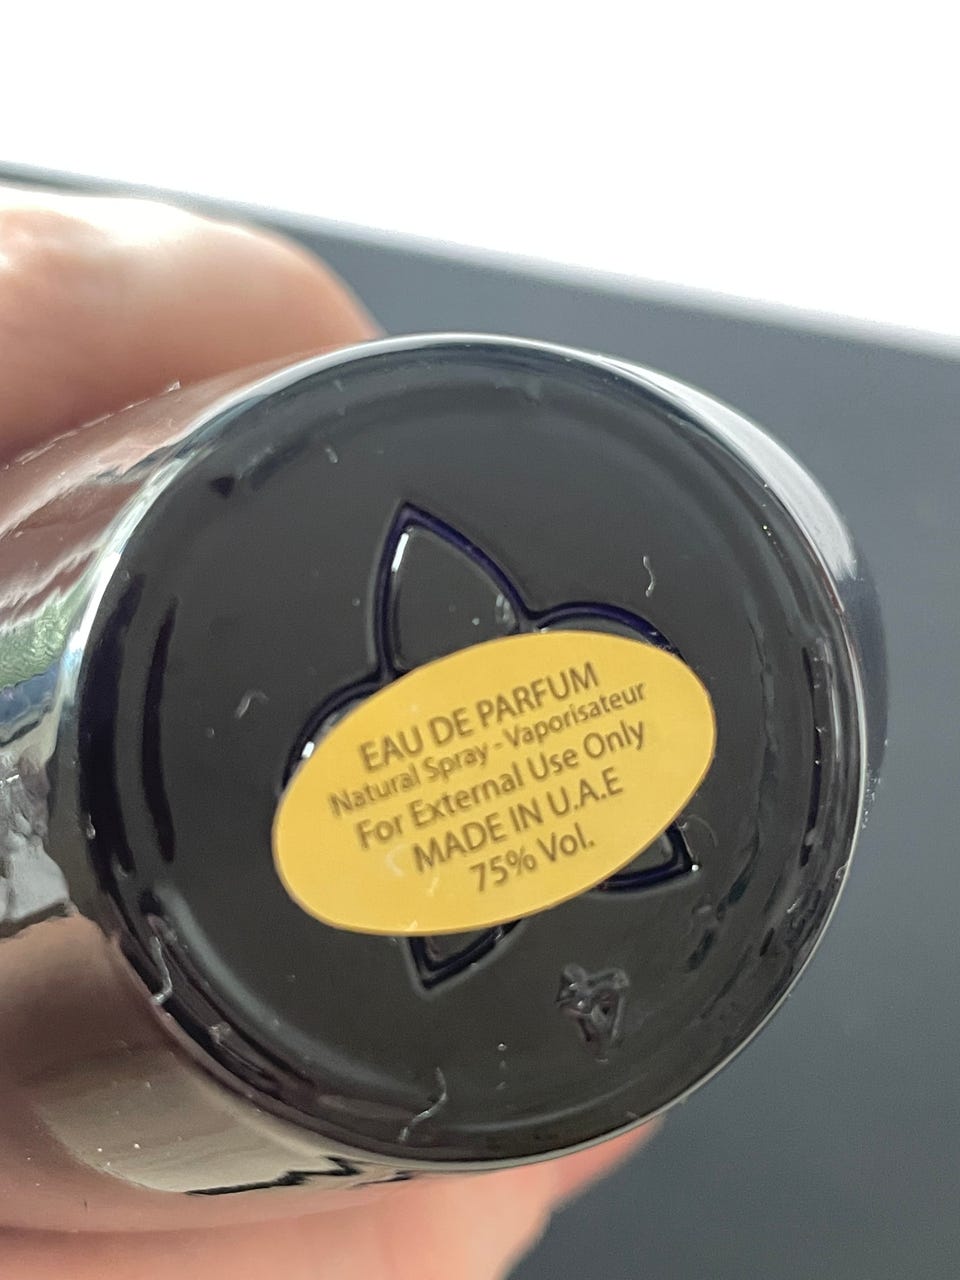 EAU DE PARFUM
Natural Spray - Vaporisateur
For External Use Only
MADE IN U.A.E
75% Vol.